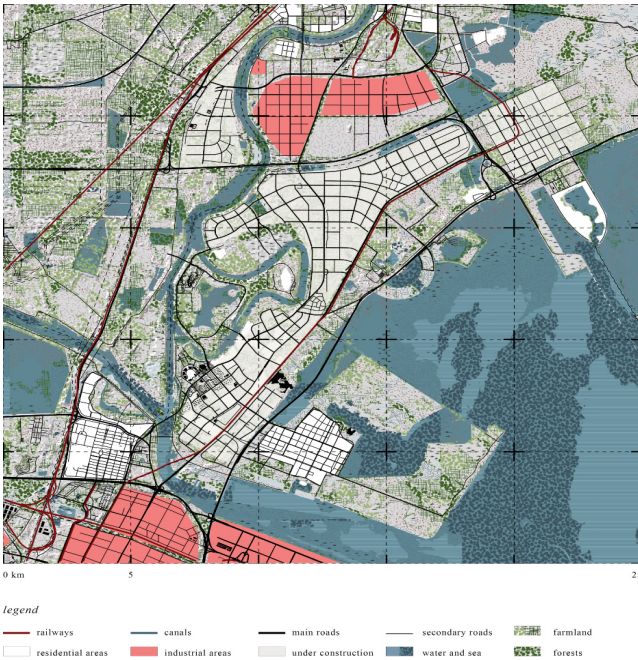 0 km 5 2
legend
railways canals main roads secondary roads farmland
residential areas industrial areas under construction water and sea forests